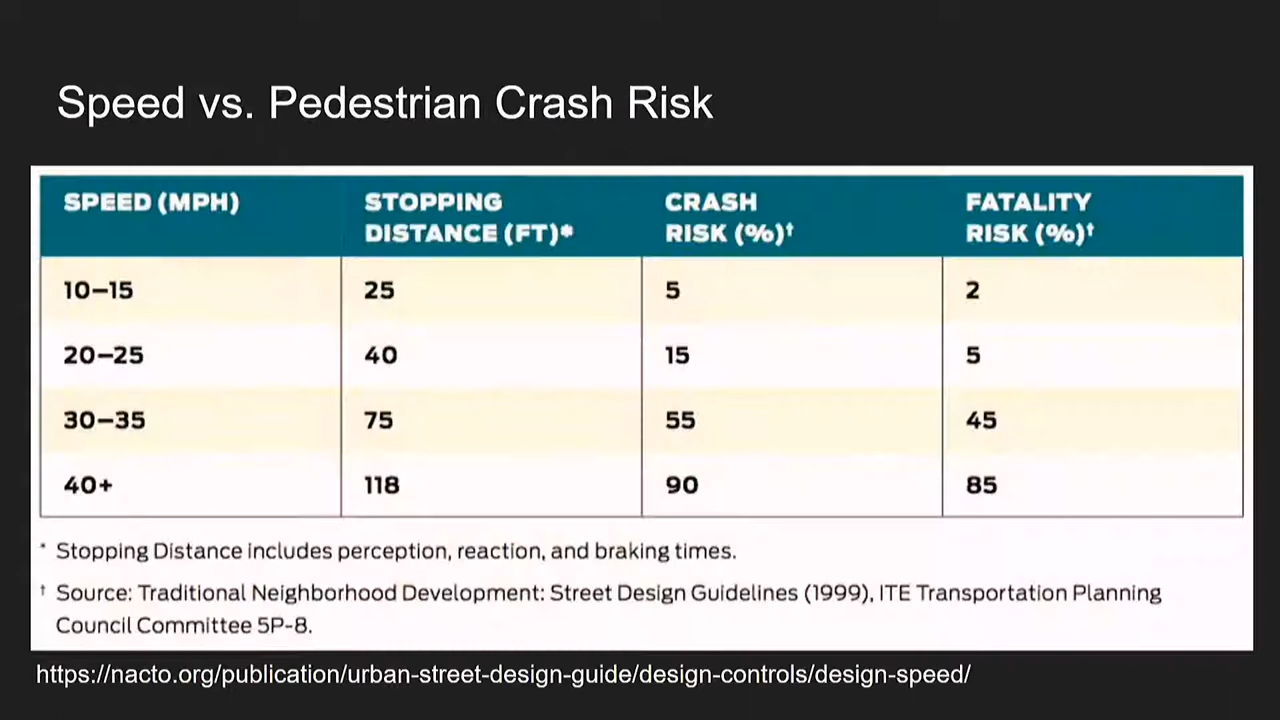 Speed vs. Pedestrian Crash Risk
SPEED (MPH) STOPPING DISTANCE (FT)* CRASH RISK (%)† FATALITY RISK (%)†
10–15 25 5 2
20–25 40 15 5
30–35 75 55 45
40+ 118 90 85
* Stopping Distance includes perception, reaction, and braking times.
† Source: Traditional Neighborhood Development: Street Design Guidelines (1999), ITE Transportation Planning
Council Committee 5P-8.
https://nacto.org/publication/urban-street-design-guide/design-controls/design-speed/